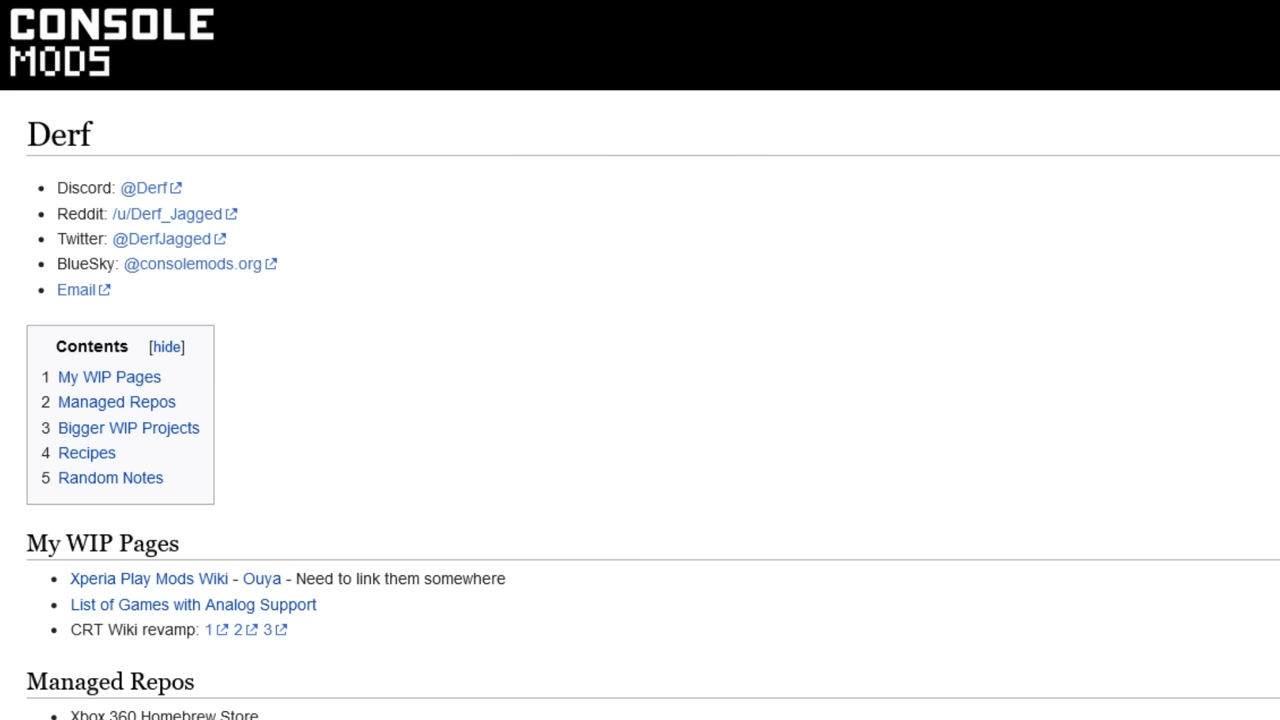 CONSOLE
MODS
Derf
Discord: @Derf
Reddit: /u/Derf_Jagged
Twitter: @DerfJagged
BlueSky: @consolemods.org
Email
Contents [hide]
1 My WIP Pages
2 Managed Repos
3 Bigger WIP Projects
4 Recipes
5 Random Notes
My WIP Pages
Xperia Play Mods Wiki - Ouya - Need to link them somewhere
List of Games with Analog Support
CRT Wiki revamp: 1 2 3
Managed Repos
Xbox 360 Homebrew Store